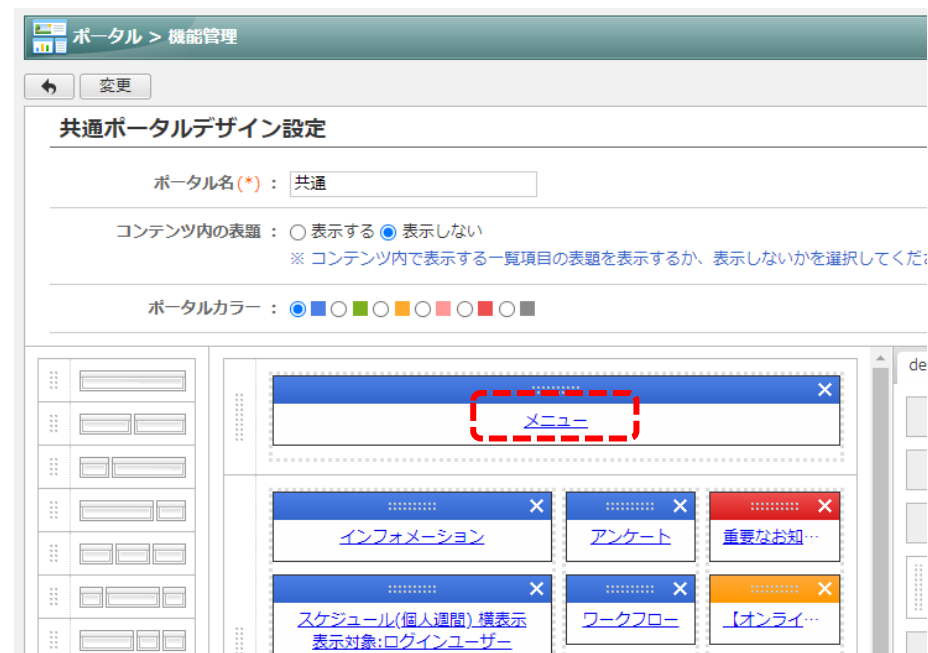 ポータル > 機能管理
変更
共通ポータルデザイン設定
ポータル名(*) : 共通
コンテンツ内の表題 : 表示する 表示しない
※ コンテンツ内で表示する一覧項目の表題を表示するか、表示しないかを選択してくだ
ポータルカラー :
de
メニュー
インフォメーション アンケート 重要なお知…
スケジュール(個人週間) 横表示 ワークフロー 【オンライ…
表示対象:ログインユーザー